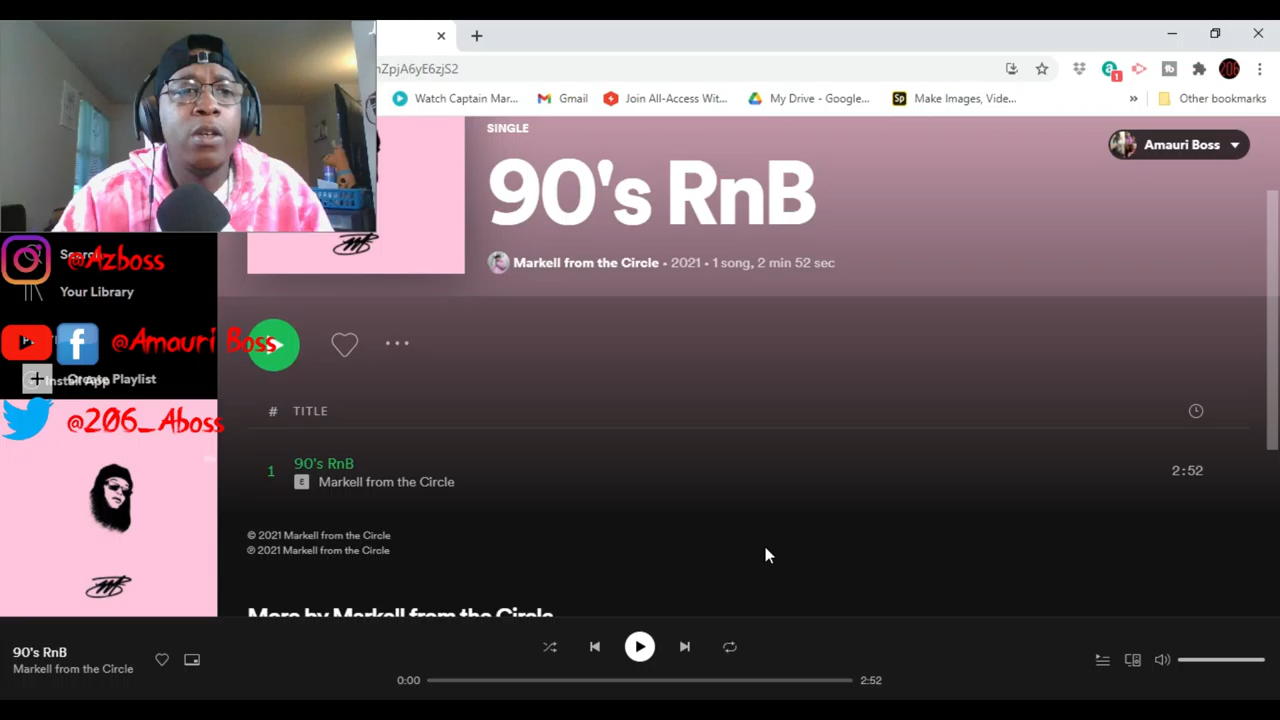 nZpjA6yE6zjS2
1
206
Watch Captain Mar...
Gmail
Join All-Access Wit...
My Drive - Google...
Sp
Make Images, Vide...
»
Other bookmarks
SINGLE
Amauri Boss
90's RnB
Markell from the Circle • 2021 • 1 song, 2 min 52 sec
@Azboss
Your Library
@Amauri Boss
Create Playlist
Install App
@206_Aboss
# TITLE
1 90's RnB
E Markell from the Circle
2:52
© 2021 Markell from the Circle
℗ 2021 Markell from the Circle
More by Markell from the Circle
90's RnB
Markell from the Circle
0:00
2:52